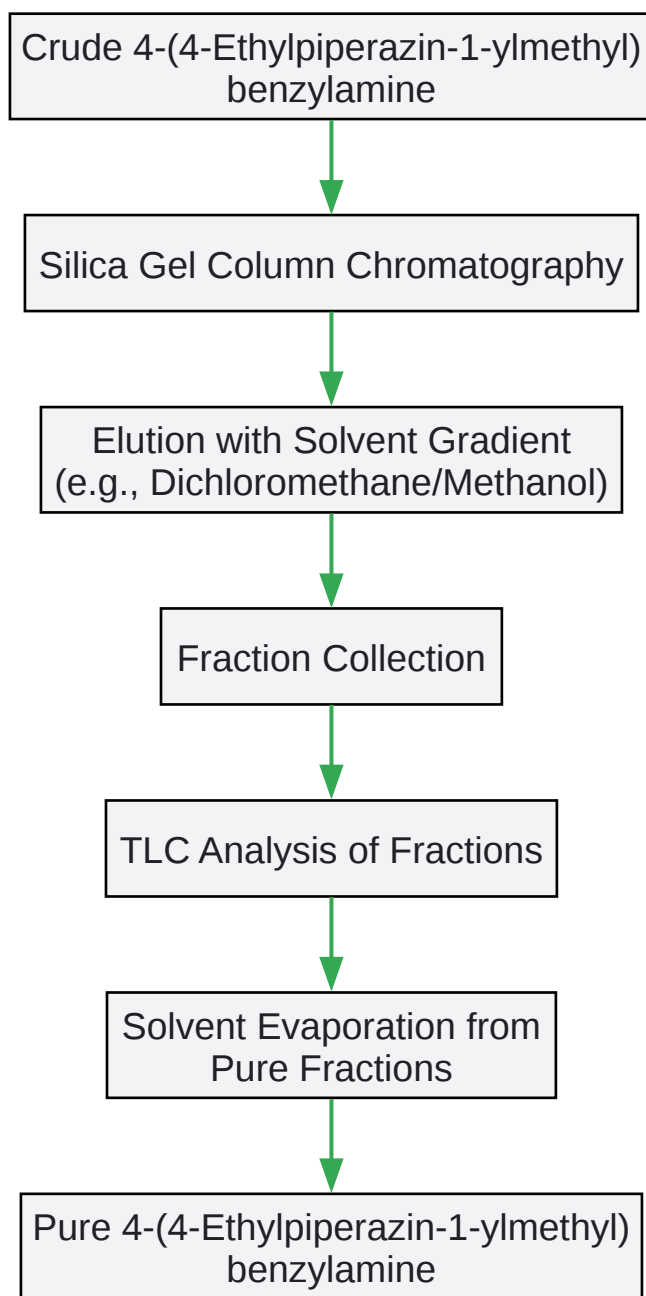 Crude 4-(4-Ethylpiperazin-1-ylmethyl)
benzylamine
Silica Gel Column Chromatography
Elution with Solvent Gradient
(e.g., Dichloromethane/Methanol)
Fraction Collection
TLC Analysis of Fractions
Solvent Evaporation from
Pure Fractions
Pure 4-(4-Ethylpiperazin-1-ylmethyl)
benzylamine